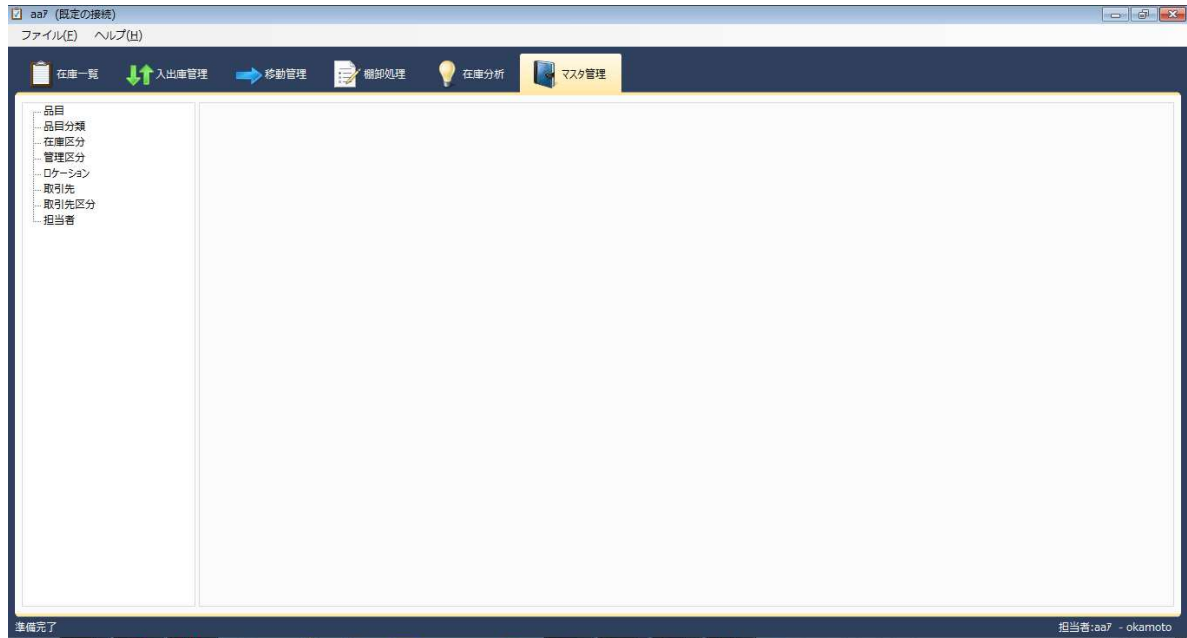 aa7 (既定の接続)
ファイル(F) ヘルプ(H)
在庫一覧 入出庫管理 移動管理 棚卸処理 在庫分析 マスタ管理
品目
品目分類
在庫区分
管理区分
ロケーション
取引先
取引先区分
担当者
準備完了 担当者:aa7 - okamoto